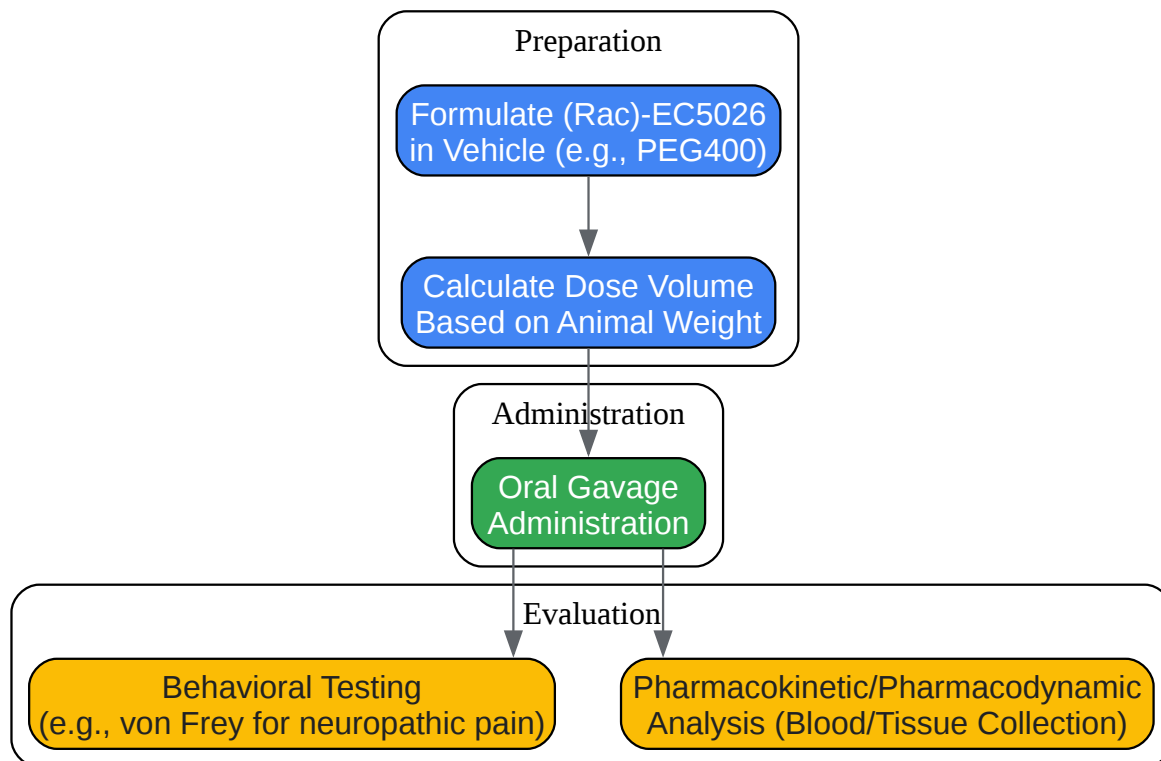 Preparation
Formulate (Rac)-EC5026
in Vehicle (e.g., PEG400)
Calculate Dose Volume
Based on Animal Weight
Administration
Oral Gavage
Administration
Evaluation
Behavioral Testing
(e.g., von Frey for neuropathic pain)
Pharmacokinetic/Pharmacodynamic
Analysis (Blood/Tissue Collection)